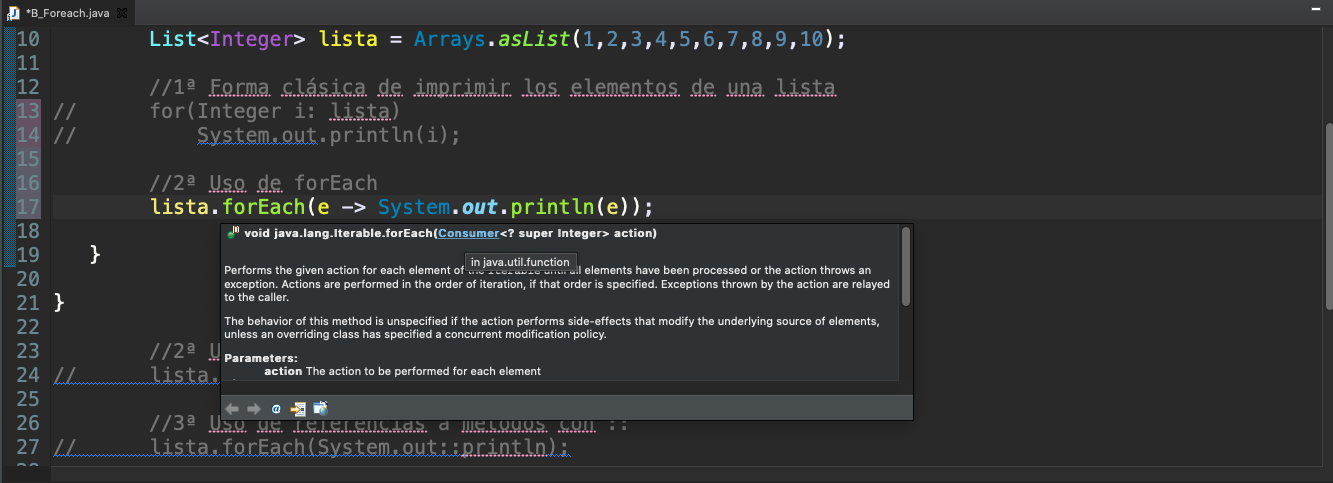 *B_Foreach.java
10 List<Integer> lista = Arrays.asList(1,2,3,4,5,6,7,8,9,10);
11
12 //1ª Forma clásica de imprimir los elementos de una lista
13 // for(Integer i: lista)
14 // System.out.println(i);
15
16 //2ª Uso de forEach
17 lista.forEach(e -> System.out.println(e));
18
void java.lang.Iterable.forEach(Consumer<? super Integer> action)
19 }
in java.util.function
Performs the given action for each element of the Iterable until all elements have been processed or the action throws an
20
exception. Actions are performed in the order of iteration, if that order is specified. Exceptions thrown by the action are relayed
to the caller.
21 }
The behavior of this method is unspecified if the action performs side-effects that modify the underlying source of elements,
22
unless an overriding class has specified a concurrent modification policy.
23 //2ª U
Parameters:
24 // lista.
action The action to be performed for each element
25
26 //3ª Uso de referencias a métodos con ::
27 // lista.forEach(System.out::println);